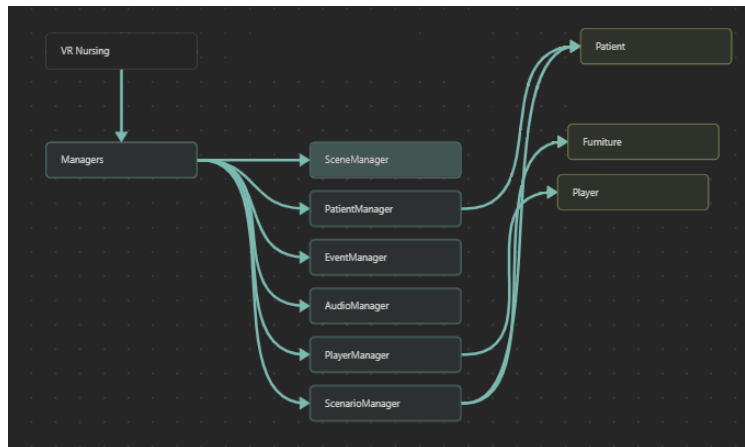 VR Nursing
Patient
Managers
SceneManager
Furniture
PatientManager
Player
EventManager
AudioManager
PlayerManager
ScenarioManager